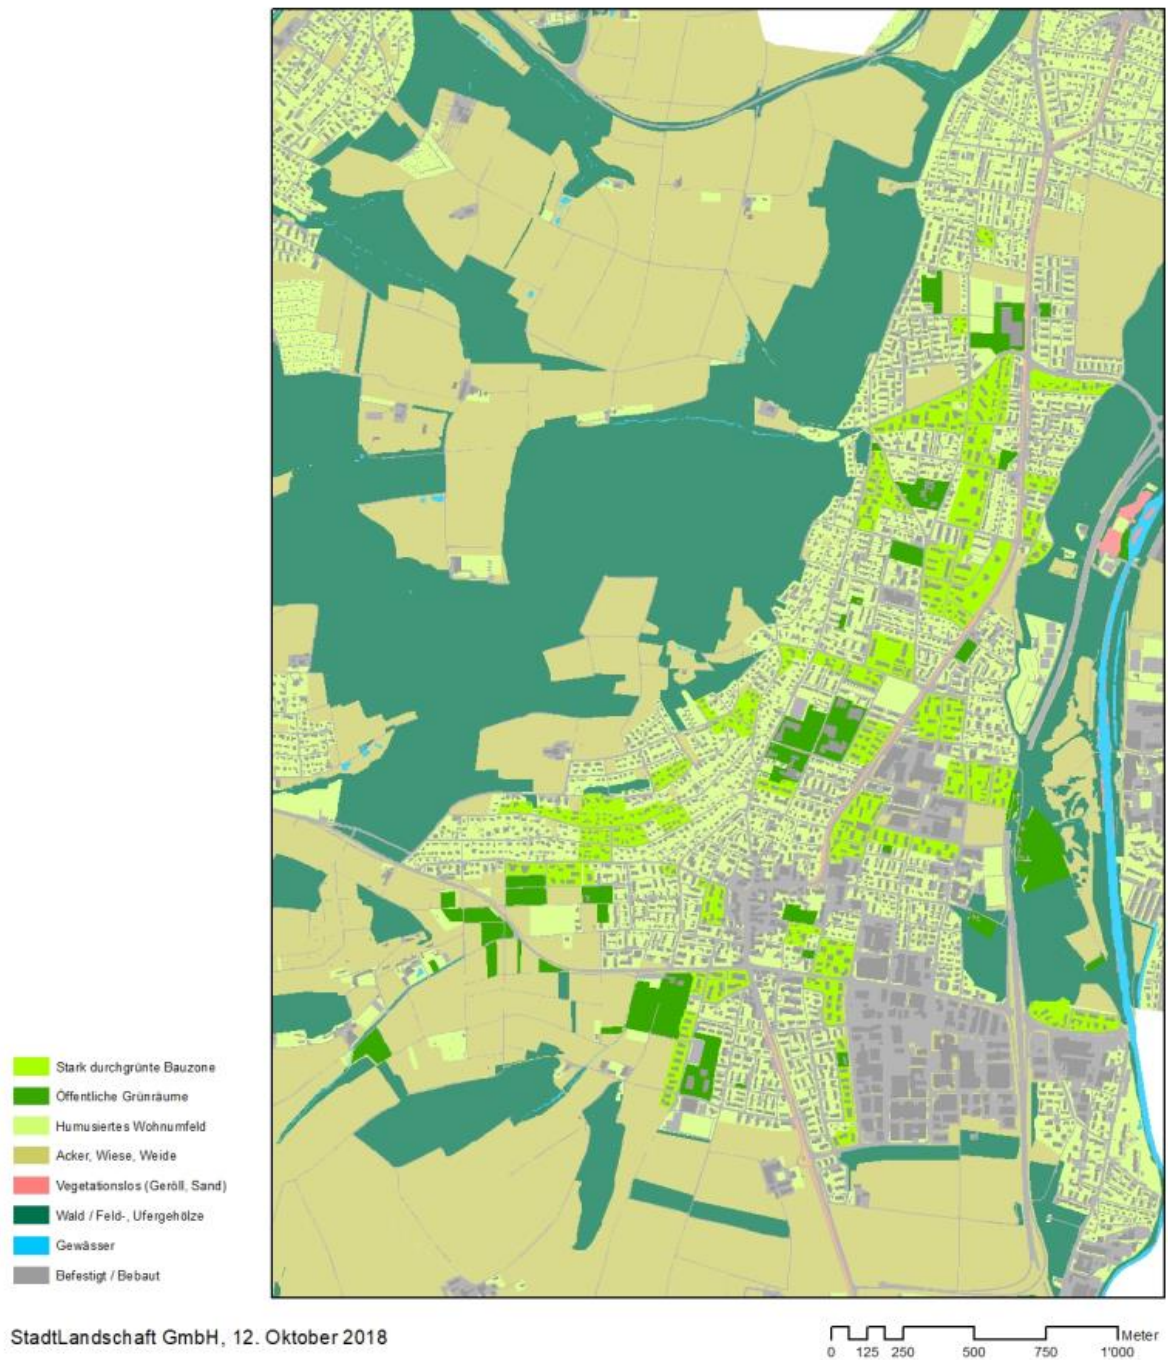 Stark durchgrünte Bauzone
Öffentliche Grünräume
Humusiertes Wohnumfeld
Acker, Wiese, Weide
Vegetationslos (Geröll, Sand)
Wald / Feld-, Ufergehölze
Gewässer
Befestigt / Bebaut
StadtLandschaft GmbH, 12. Oktober 2018
Meter
0 125 250 500 750 1'000